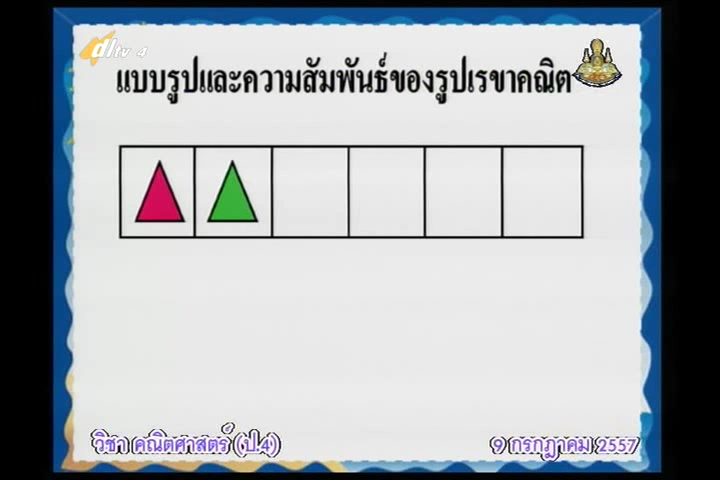 dltv 4
แบบรูปและความสัมพันธ์ของรูปเรขาคณิต
วิชา คณิตศาสตร์ (ป.4)
9 กรกฎาคม 2557